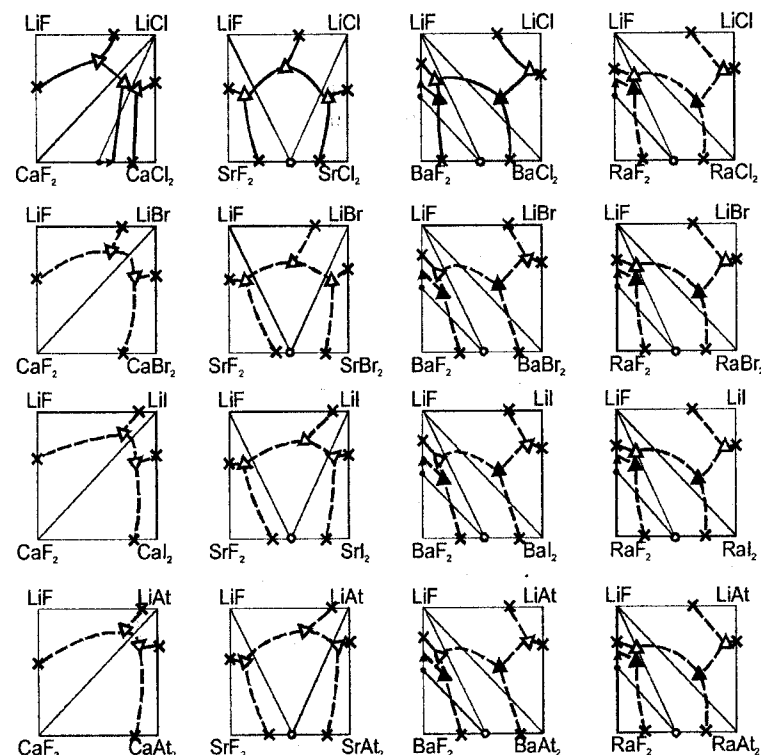 LiF LiCl LiF LiCl LiF LiCl LiF LiCl
CaF₂ CaCl₂ SrF₂ SrCl₂ BaF₂ BaCl₂ RaF₂ RaCl₂
LiF LiBr LiF LiBr LiF LiBr LiF LiBr
CaF₂ CaBr₂ SrF₂ SrBr₂ BaF₂ BaBr₂ RaF₂ RaBr₂
LiF LiI LiF LiI LiF LiI LiF LiI
CaF₂ CaI₂ SrF₂ SrI₂ BaF₂ BaI₂ RaF₂ RaI₂
LiF LiAt LiF LiAt LiF LiAt LiF LiAt
CaF₂ CaAt₂ SrF₂ SrAt₂ BaF₂ BaAt₂ RaF₂ RaAt₂